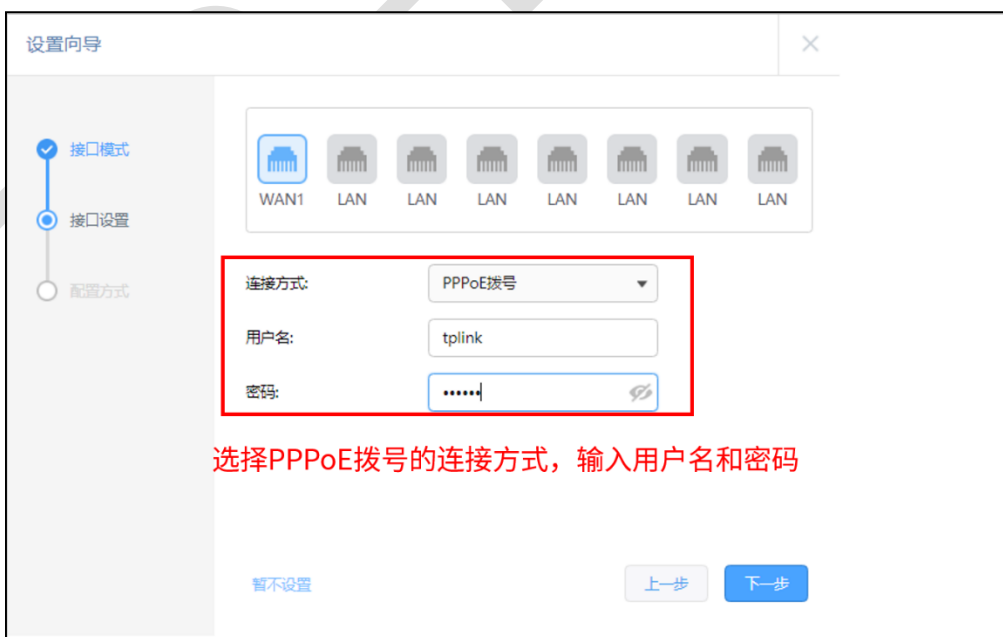 设置向导
接口模式
接口设置
配置方式
WAN1 LAN LAN LAN LAN LAN LAN LAN
连接方式: PPPoE拨号
用户名: tplink
密码: ••••••
选择PPPoE拨号的连接方式，输入用户名和密码
暂不设置 上一步 下一步